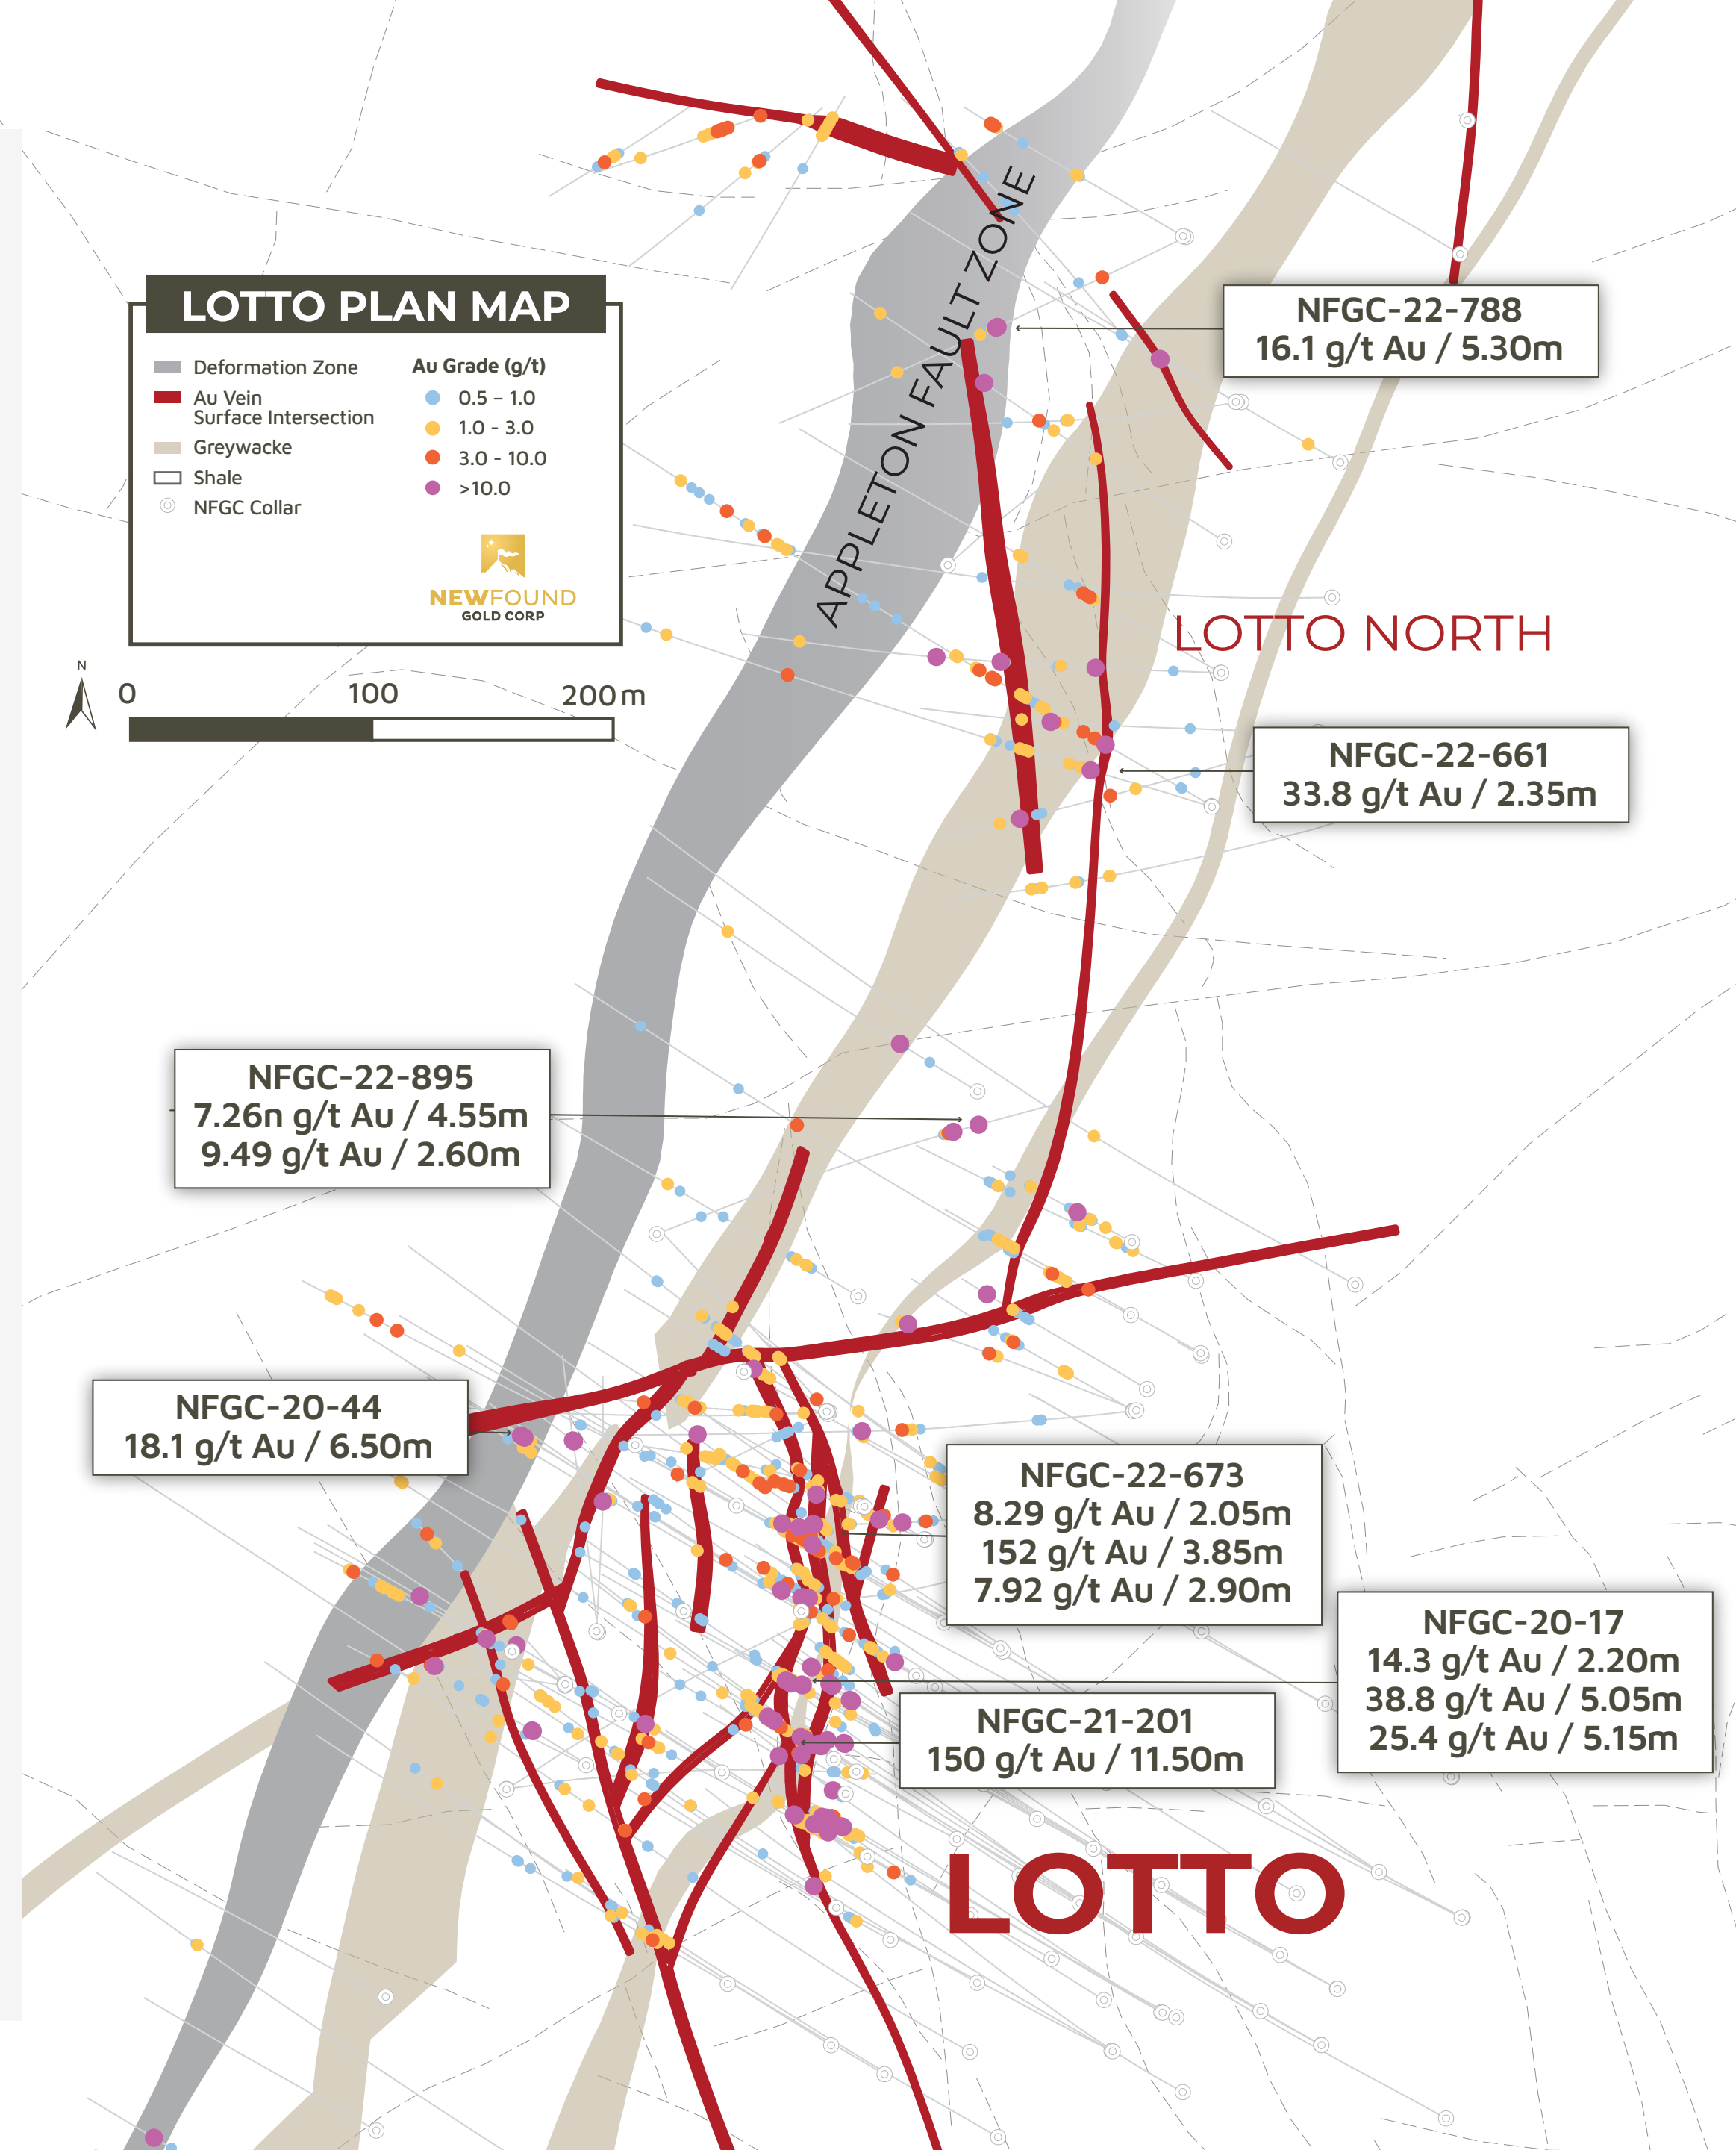 LOTTO PLAN MAP
Deformation Zone
Au Vein
Surface Intersection
Greywacke
Shale
NFGC Collar
Au Grade (g/t)
0.5 – 1.0
1.0 - 3.0
3.0 - 10.0
>10.0
NEWFOUND
GOLD CORP
N
0 100 200 m
APPLETON FAULT ZONE
NFGC-22-788
16.1 g/t Au / 5.30m
LOTTO NORTH
NFGC-22-661
33.8 g/t Au / 2.35m
NFGC-22-895
7.26n g/t Au / 4.55m
9.49 g/t Au / 2.60m
NFGC-20-44
18.1 g/t Au / 6.50m
NFGC-22-673
8.29 g/t Au / 2.05m
152 g/t Au / 3.85m
7.92 g/t Au / 2.90m
NFGC-20-17
14.3 g/t Au / 2.20m
38.8 g/t Au / 5.05m
25.4 g/t Au / 5.15m
NFGC-21-201
150 g/t Au / 11.50m
LOTTO